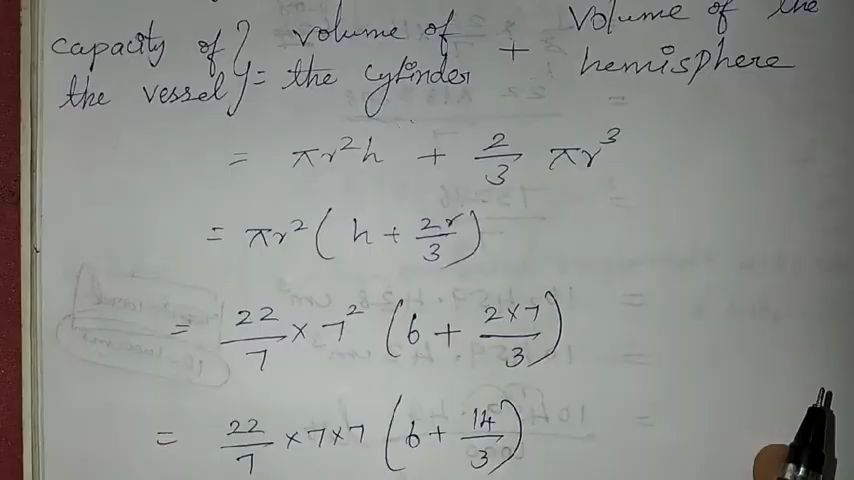 capacity of } volume of + Volume of the
the vessel } = the cylinder hemisphere
= πr²h + 2/3 πr³
= πr² ( h + 2r/3 )
= 22/7 × 7² ( 6 + 2×7/3 )
= 22/7 × 7 × 7 ( 6 + 14/3 )